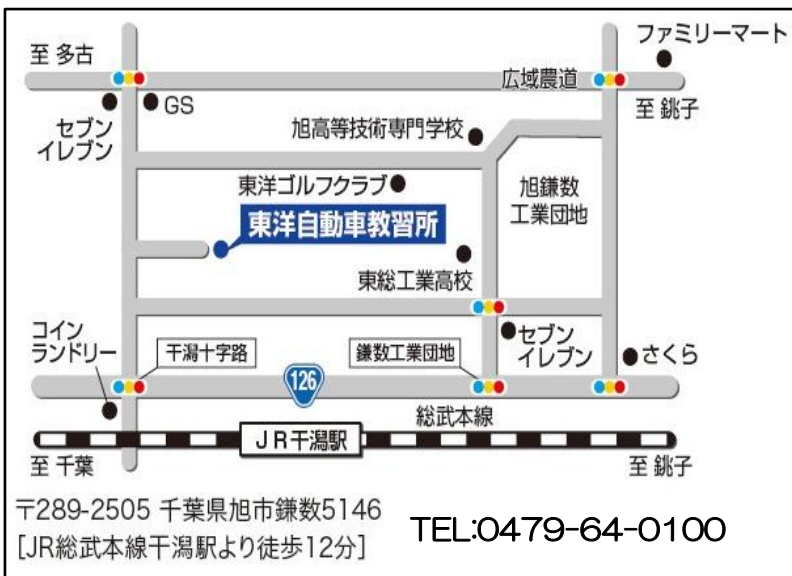 ファミリーマート
至 多古
広域農道
至 銚子
GS
セブン
イレブン
旭高等技術専門学校
東洋ゴルフクラブ
旭鎌数
工業団地
東洋自動車教習所
東総工業高校
コイン
ランドリー
干潟十字路
鎌数工業団地
セブン
イレブン
さくら
126
総武本線
JR干潟駅
至 千葉
至 銚子
〒289-2505 千葉県旭市鎌数5146
[JR総武本線干潟駅より徒歩12分]
TEL:0479-64-0100